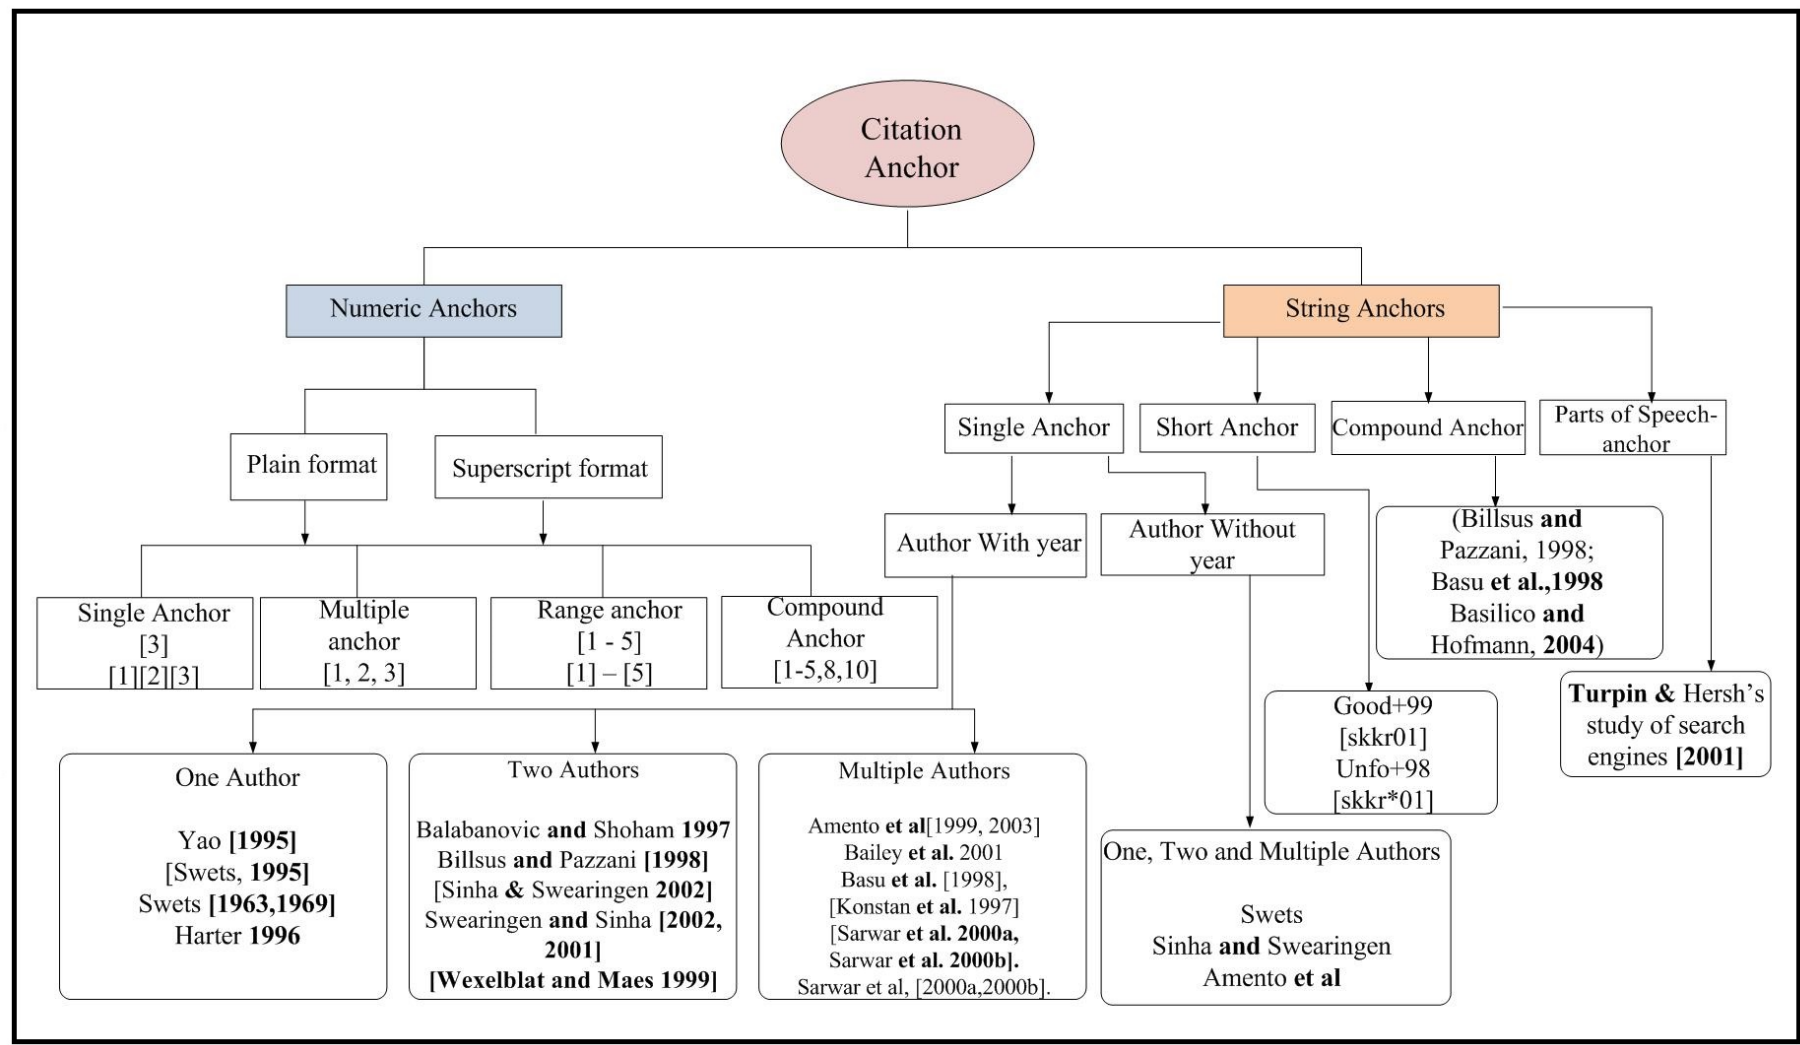 Citation
Anchor
Numeric Anchors
String Anchors
Plain format
Superscript format
Single Anchor
[3]
[1][2][3]
Multiple
anchor
[1, 2, 3]
Range anchor
[1 - 5]
[1] – [5]
Compound
Anchor
[1-5,8,10]
Single Anchor
Short Anchor
Compound Anchor
Parts of Speech-
anchor
Author With year
Author Without
year
(Billsus and
Pazzani, 1998;
Basu et al.,1998
Basilico and
Hofmann, 2004)
Turpin & Hersh's
study of search
engines [2001]
Good+99
[skkr01]
Unfo+98
[skkr*01]
One Author
Yao [1995]
[Swets, 1995]
Swets [1963,1969]
Harter 1996
Two Authors
Balabanovic and Shoham 1997
Billsus and Pazzani [1998]
[Sinha & Swearingen 2002]
Swearingen and Sinha [2002,
2001]
[Wexelblat and Maes 1999]
Multiple Authors
Amento et al[1999, 2003]
Bailey et al. 2001
Basu et al. [1998],
[Konstan et al. 1997]
[Sarwar et al. 2000a,
Sarwar et al. 2000b].
Sarwar et al, [2000a,2000b].
One, Two and Multiple Authors
Swets
Sinha and Swearingen
Amento et al